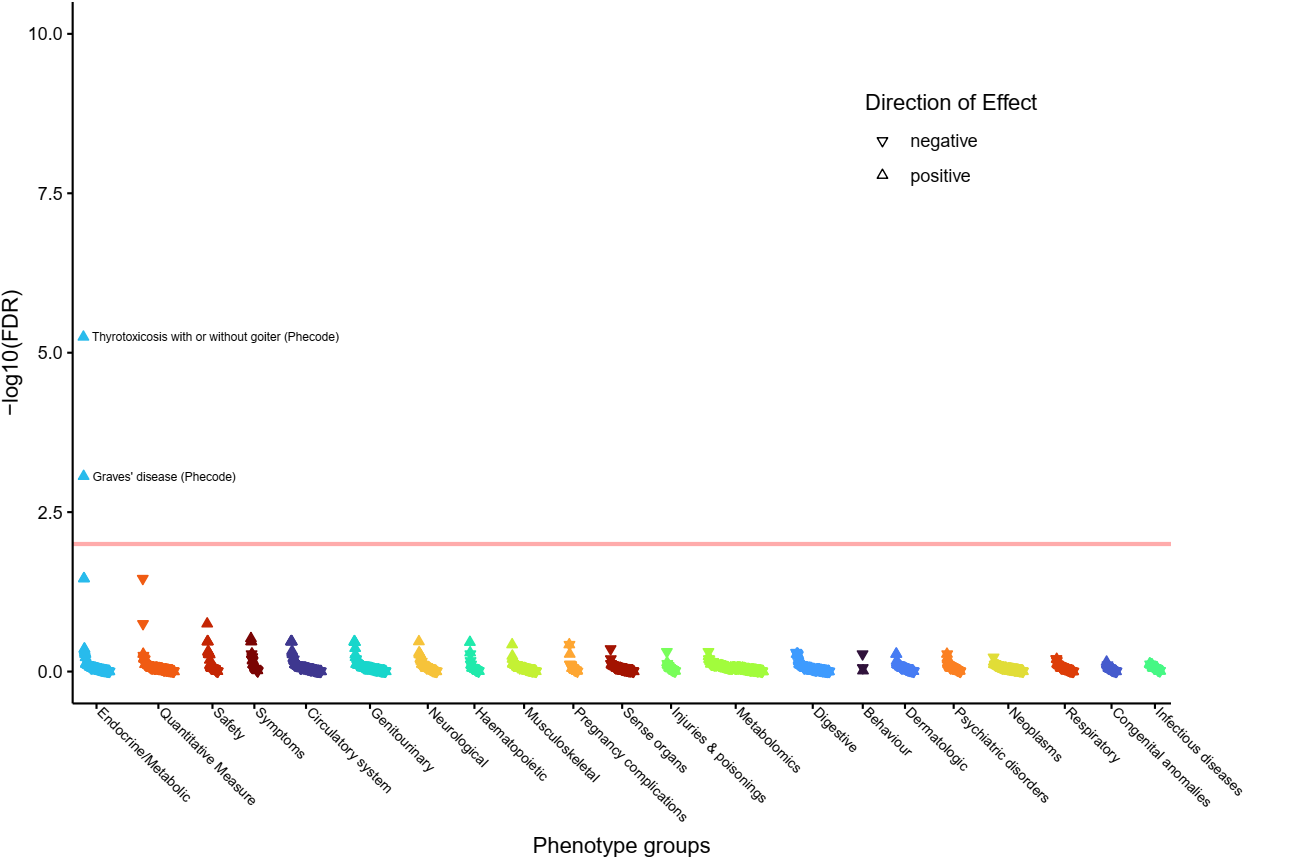 10.0
7.5
5.0
2.5
0.0
−log10(FDR)
Direction of Effect
negative
positive
Thyrotoxicosis with or without goiter (Phecode)
Graves' disease (Phecode)
Endocrine/Metabolic
Quantitative Measure
Safety
Symptoms
Circulatory system
Genitourinary
Neurological
Haematopoietic
Musculoskeletal
Pregnancy complications
Sense organs
Injuries & poisonings
Metabolomics
Digestive
Behaviour
Dermatologic
Psychiatric disorders
Neoplasms
Respiratory
Congenital anomalies
Infectious diseases
Phenotype groups